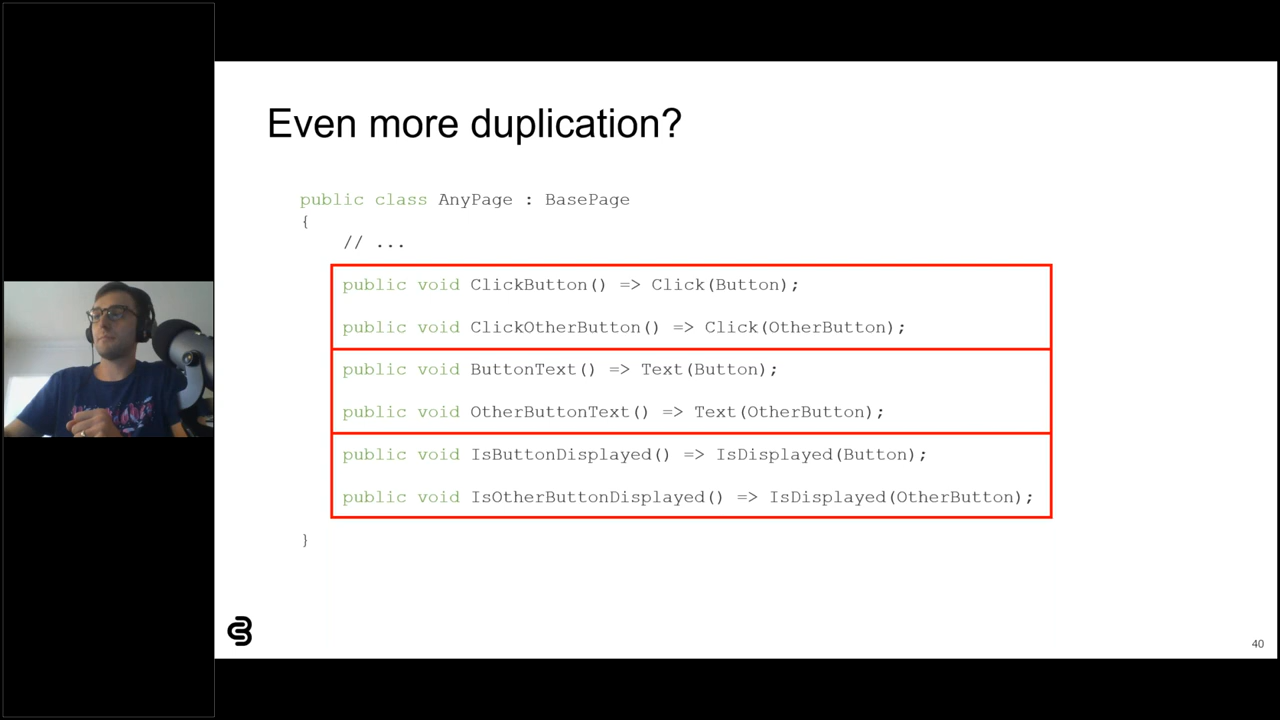 Even more duplication?
public class AnyPage : BasePage
{
// ...
public void ClickButton() => Click(Button);
public void ClickOtherButton() => Click(OtherButton);
public void ButtonText() => Text(Button);
public void OtherButtonText() => Text(OtherButton);
public void IsButtonDisplayed() => IsDisplayed(Button);
public void IsOtherButtonDisplayed() => IsDisplayed(OtherButton);
}
40